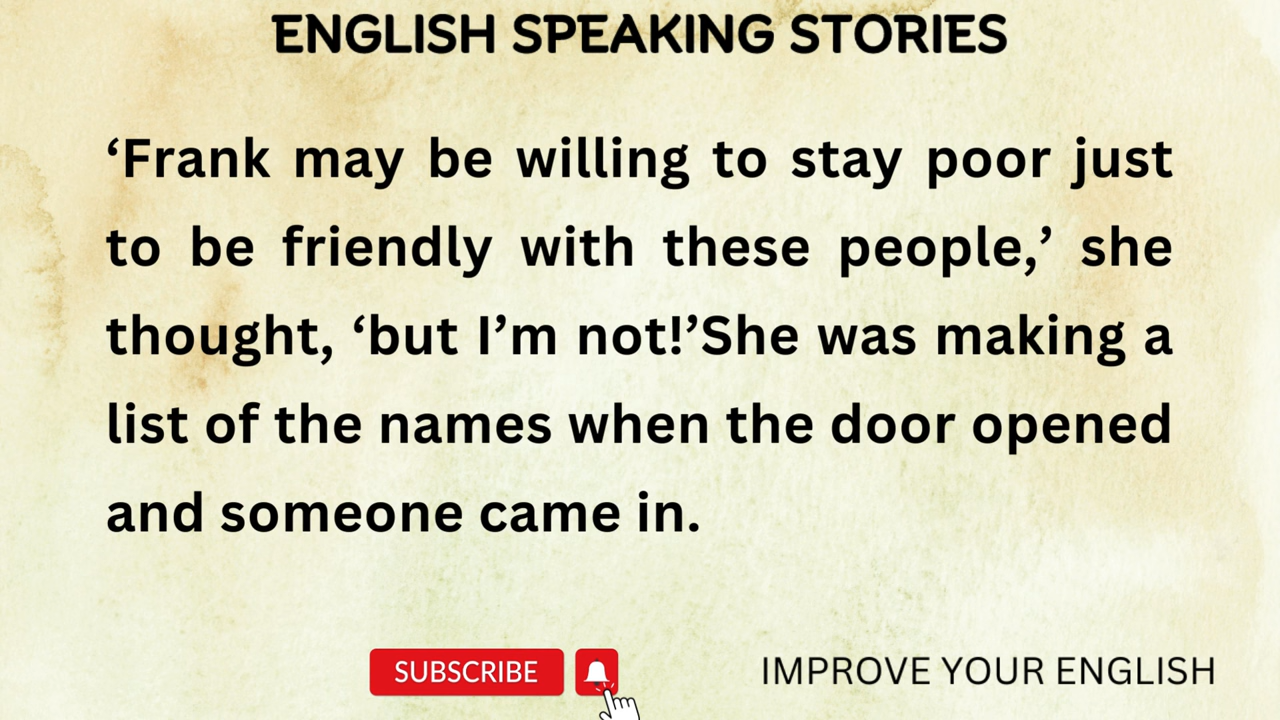 ENGLISH SPEAKING STORIES
‘Frank may be willing to stay poor just
to be friendly with these people,’ she
thought, ‘but I’m not!’She was making a
list of the names when the door opened
and someone came in.
SUBSCRIBE
IMPROVE YOUR ENGLISH